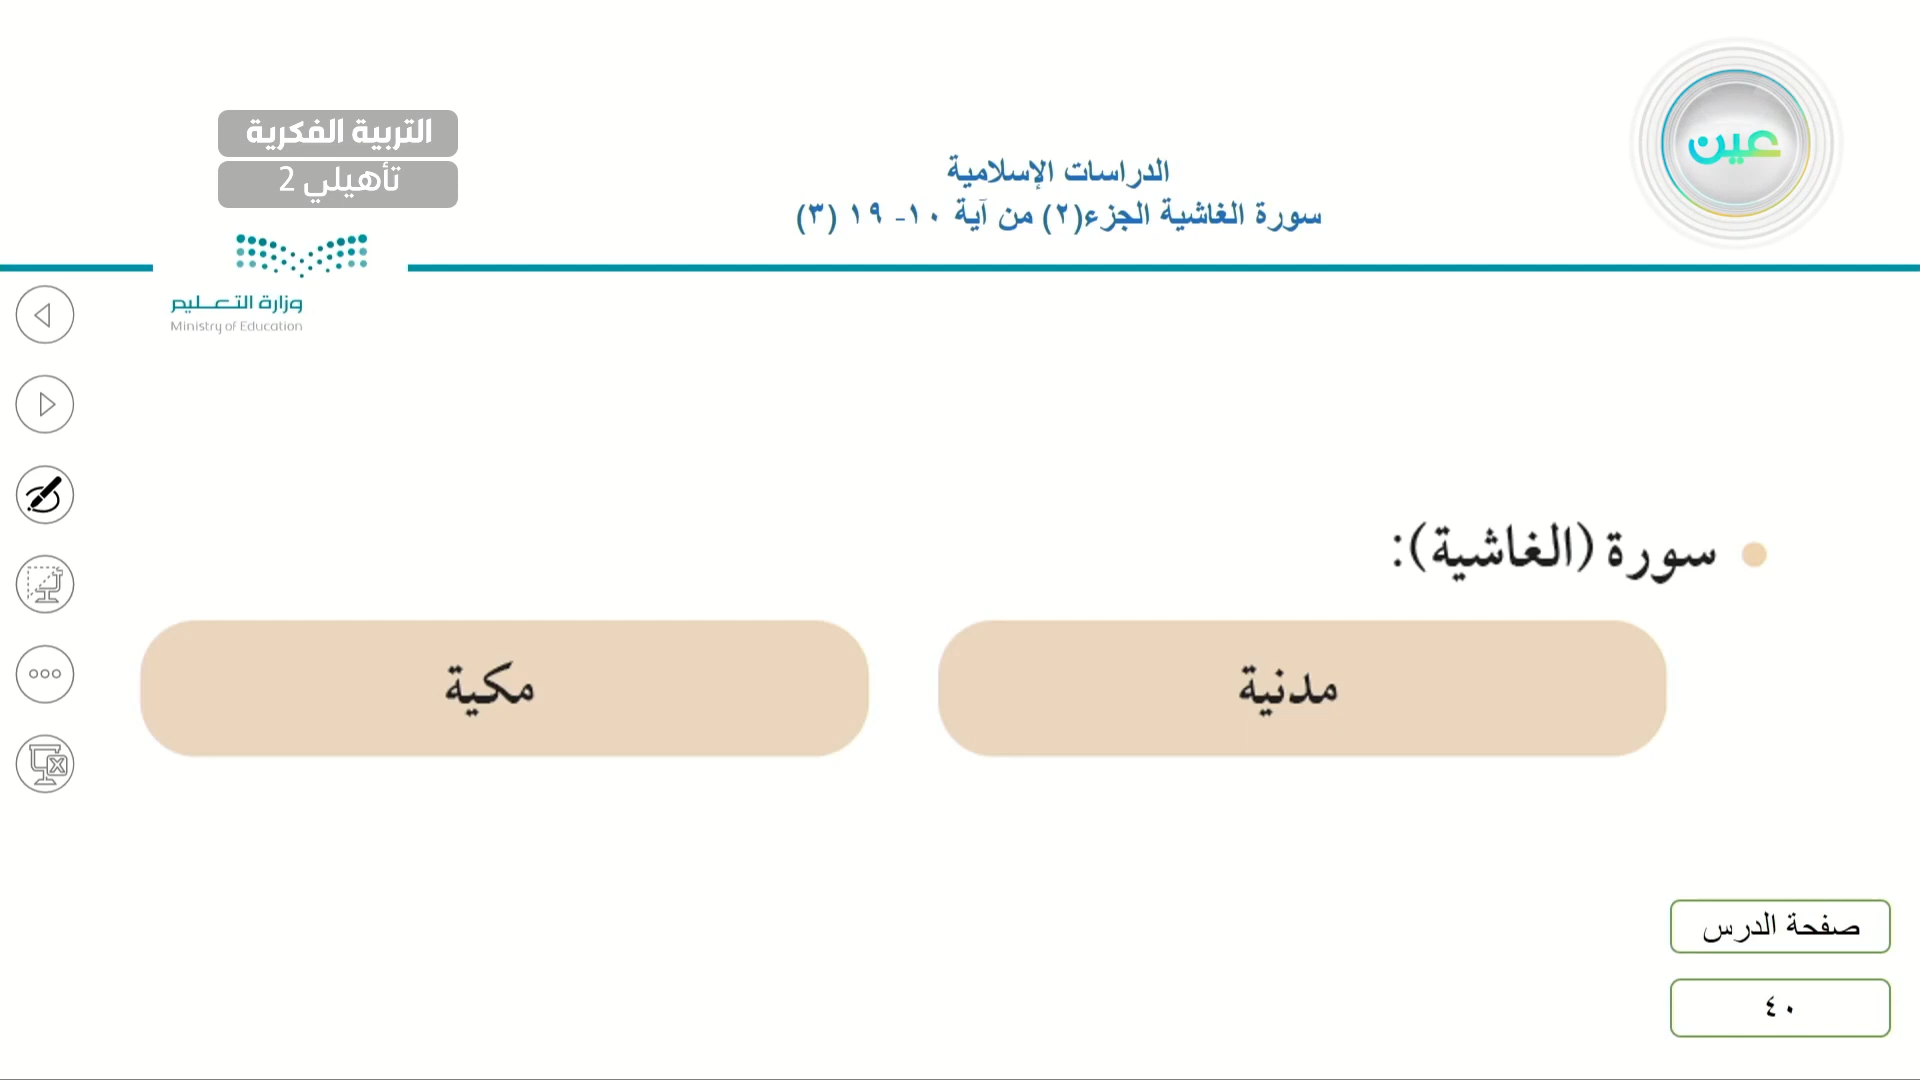 عين
التربية الفكرية
تأهيلي 2
الدراسات الإسلامية
سورة الغاشية الجزء(٢) من آية ١٠- ١٩ (٣)
وزارة التعليم
Ministry of Education
سورة (الغاشية):
مدنية
مكية
صفحة الدرس
٤٠